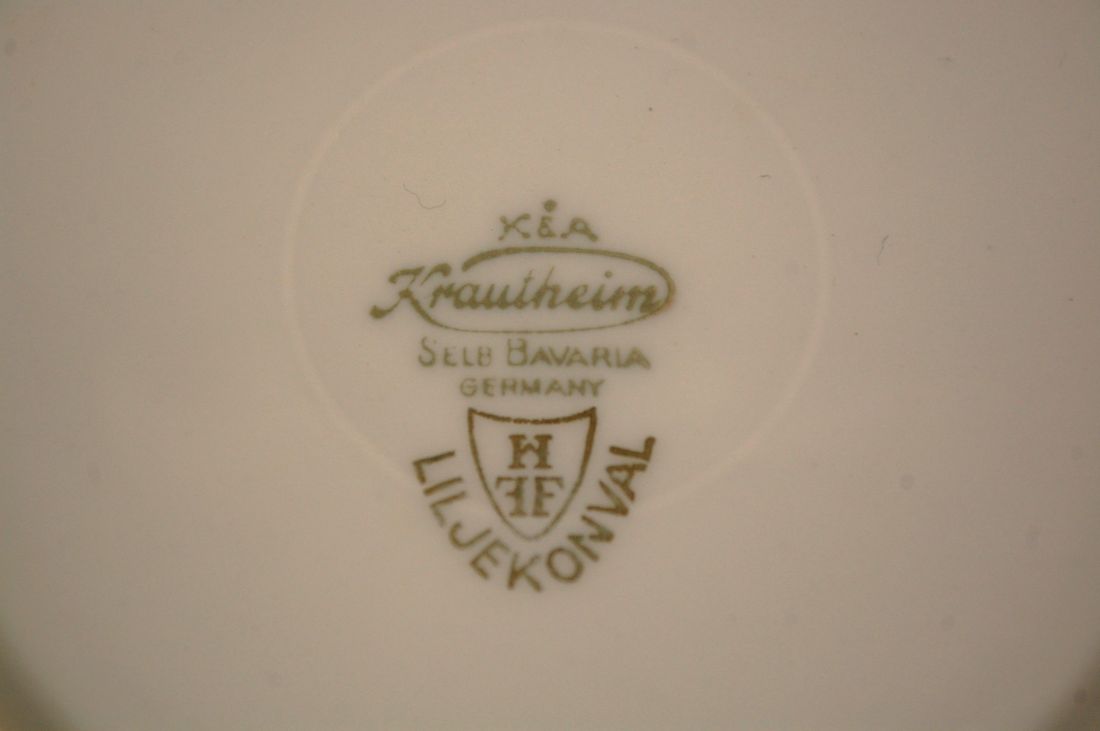 K&A
Krautheim
SELB BAVARIA
GERMANY
H
FF
LILJEKONVAL